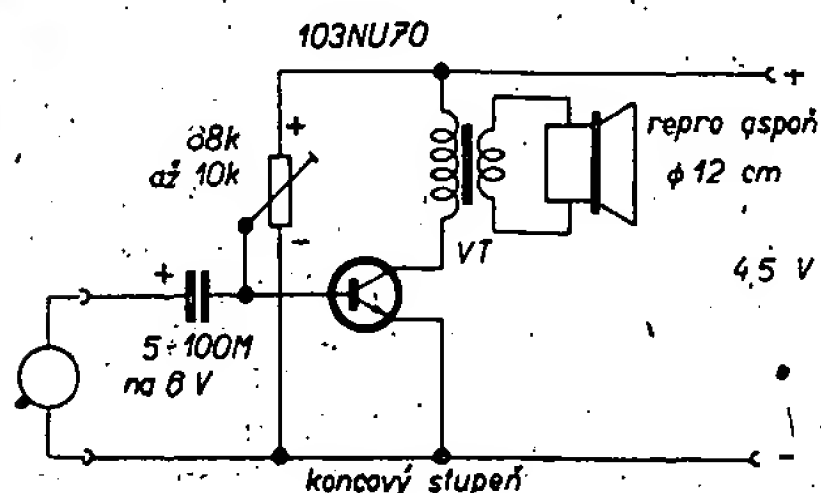 103NU70
+
repro aspoň
ϕ 12 cm
68k
až 10k
+
-
VT
4,5 V
+
5÷100M
na 6 V
-
koncový stupeň